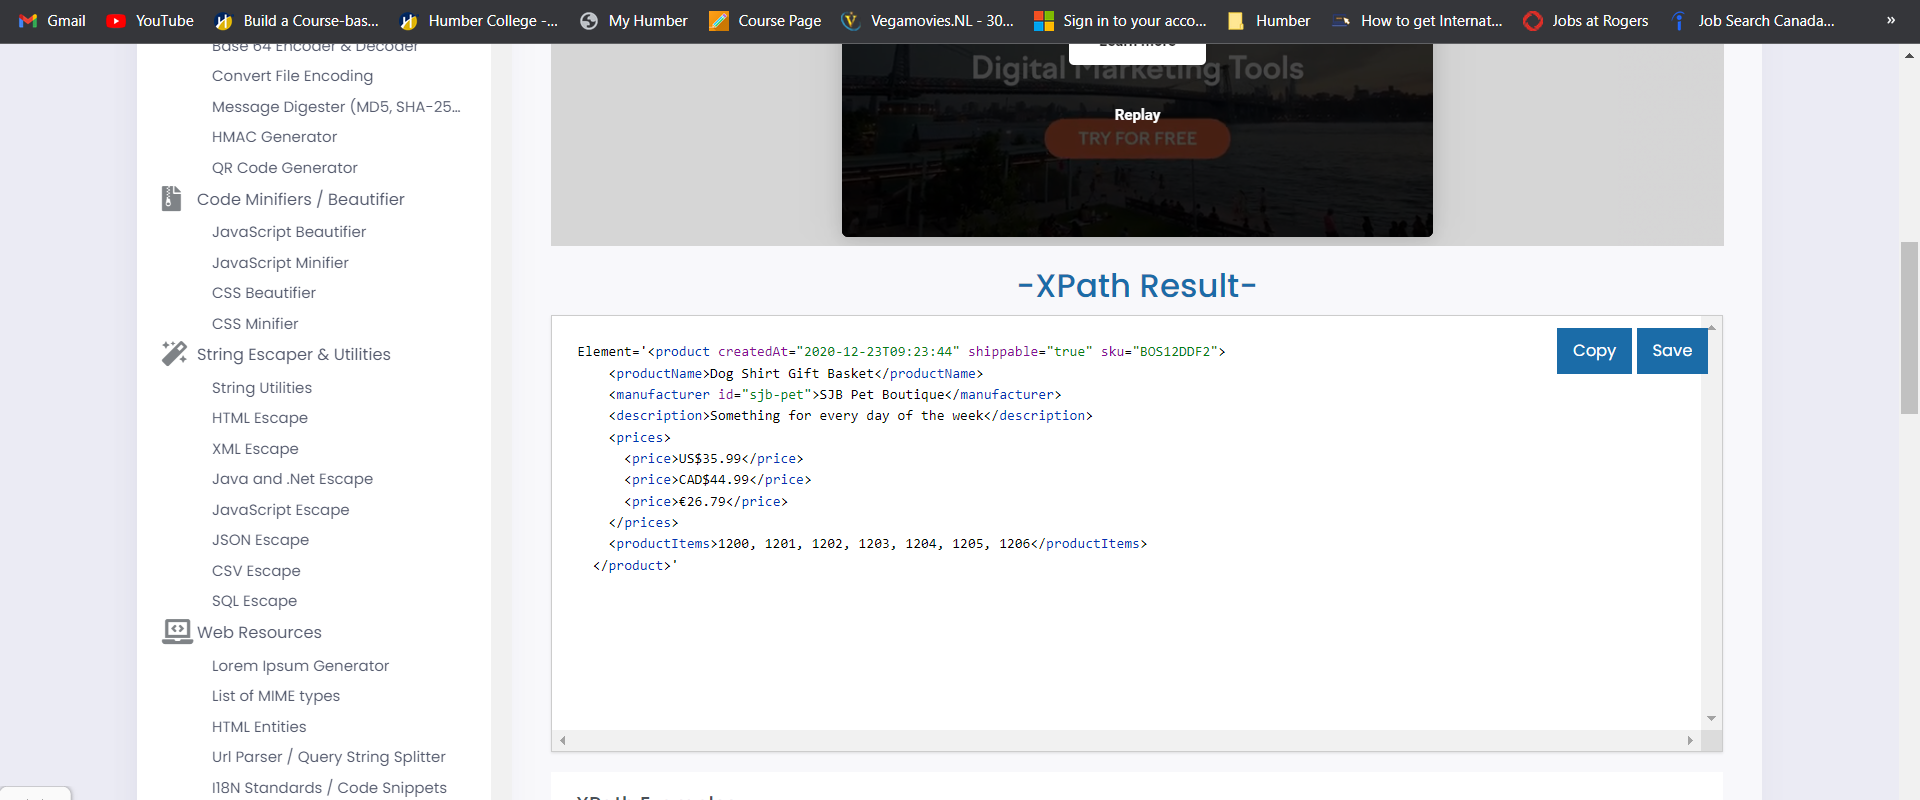 Gmail YouTube Build a Course-bas... Humber College -... My Humber Course Page Vegamovies.NL - 30... Sign in to your acco... Humber How to get Internat... Jobs at Rogers Job Search Canada... »
Base 64 Encoder & Decoder
Convert File Encoding
Message Digester (MD5, SHA-25...
HMAC Generator
QR Code Generator
Code Minifiers / Beautifier
JavaScript Beautifier
JavaScript Minifier
CSS Beautifier
CSS Minifier
String Escaper & Utilities
String Utilities
HTML Escape
XML Escape
Java and .Net Escape
JavaScript Escape
JSON Escape
CSV Escape
SQL Escape
Web Resources
Lorem Ipsum Generator
List of MIME types
HTML Entities
Url Parser / Query String Splitter
I18N Standards / Code Snippets
Learn more
Digital Marketing Tools
Replay
TRY FOR FREE
-XPath Result-
Copy Save
Element='<product createdAt="2020-12-23T09:23:44" shippable="true" sku="BOS12DDF2">
<productName>Dog Shirt Gift Basket</productName>
<manufacturer id="sjb-pet">SJB Pet Boutique</manufacturer>
<description>Something for every day of the week</description>
<prices>
<price>US$35.99</price>
<price>CAD$44.99</price>
<price>€26.79</price>
</prices>
<productItems>1200, 1201, 1202, 1203, 1204, 1205, 1206</productItems>
</product>'